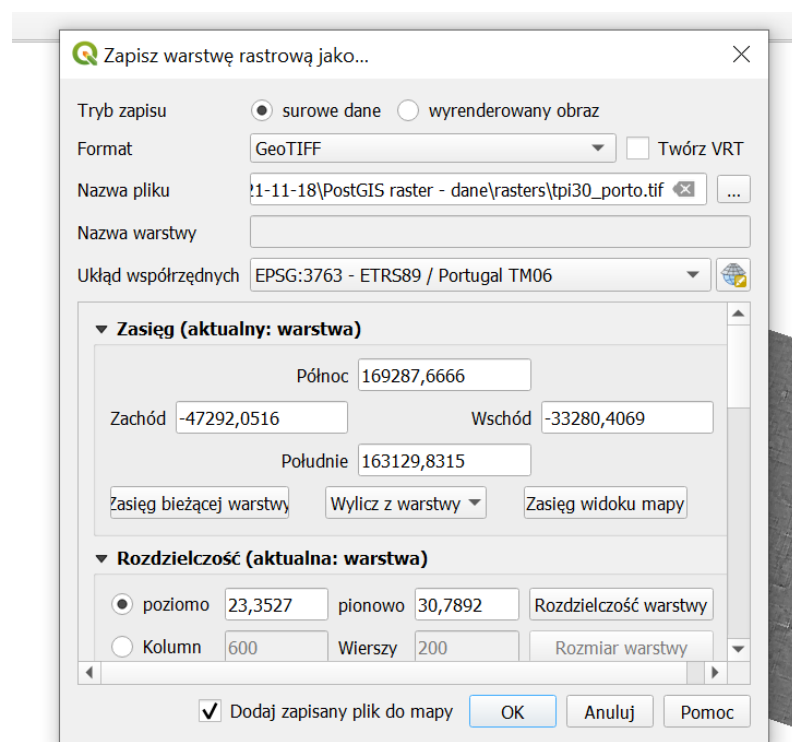 Zapisz warstwę rastrową jako...
Tryb zapisu surowe dane wyrenderowany obraz
Format GeoTIFF Twórz VRT
Nazwa pliku 21-11-18\PostGIS raster - dane\rasters\tpi30_porto.tif ...
Nazwa warstwy
Układ współrzędnych EPSG:3763 - ETRS89 / Portugal TM06
Zasięg (aktualny: warstwa)
Północ 169287,6666
Zachód -47292,0516 Wschód -33280,4069
Południe 163129,8315
Zasięg bieżącej warstwy Wylicz z warstwy Zasięg widoku mapy
Rozdzielczość (aktualna: warstwa)
poziomo 23,3527 pionowo 30,7892 Rozdzielczość warstwy
Kolumn 600 Wierszy 200 Rozmiar warstwy
Dodaj zapisany plik do mapy OK Anuluj Pomoc